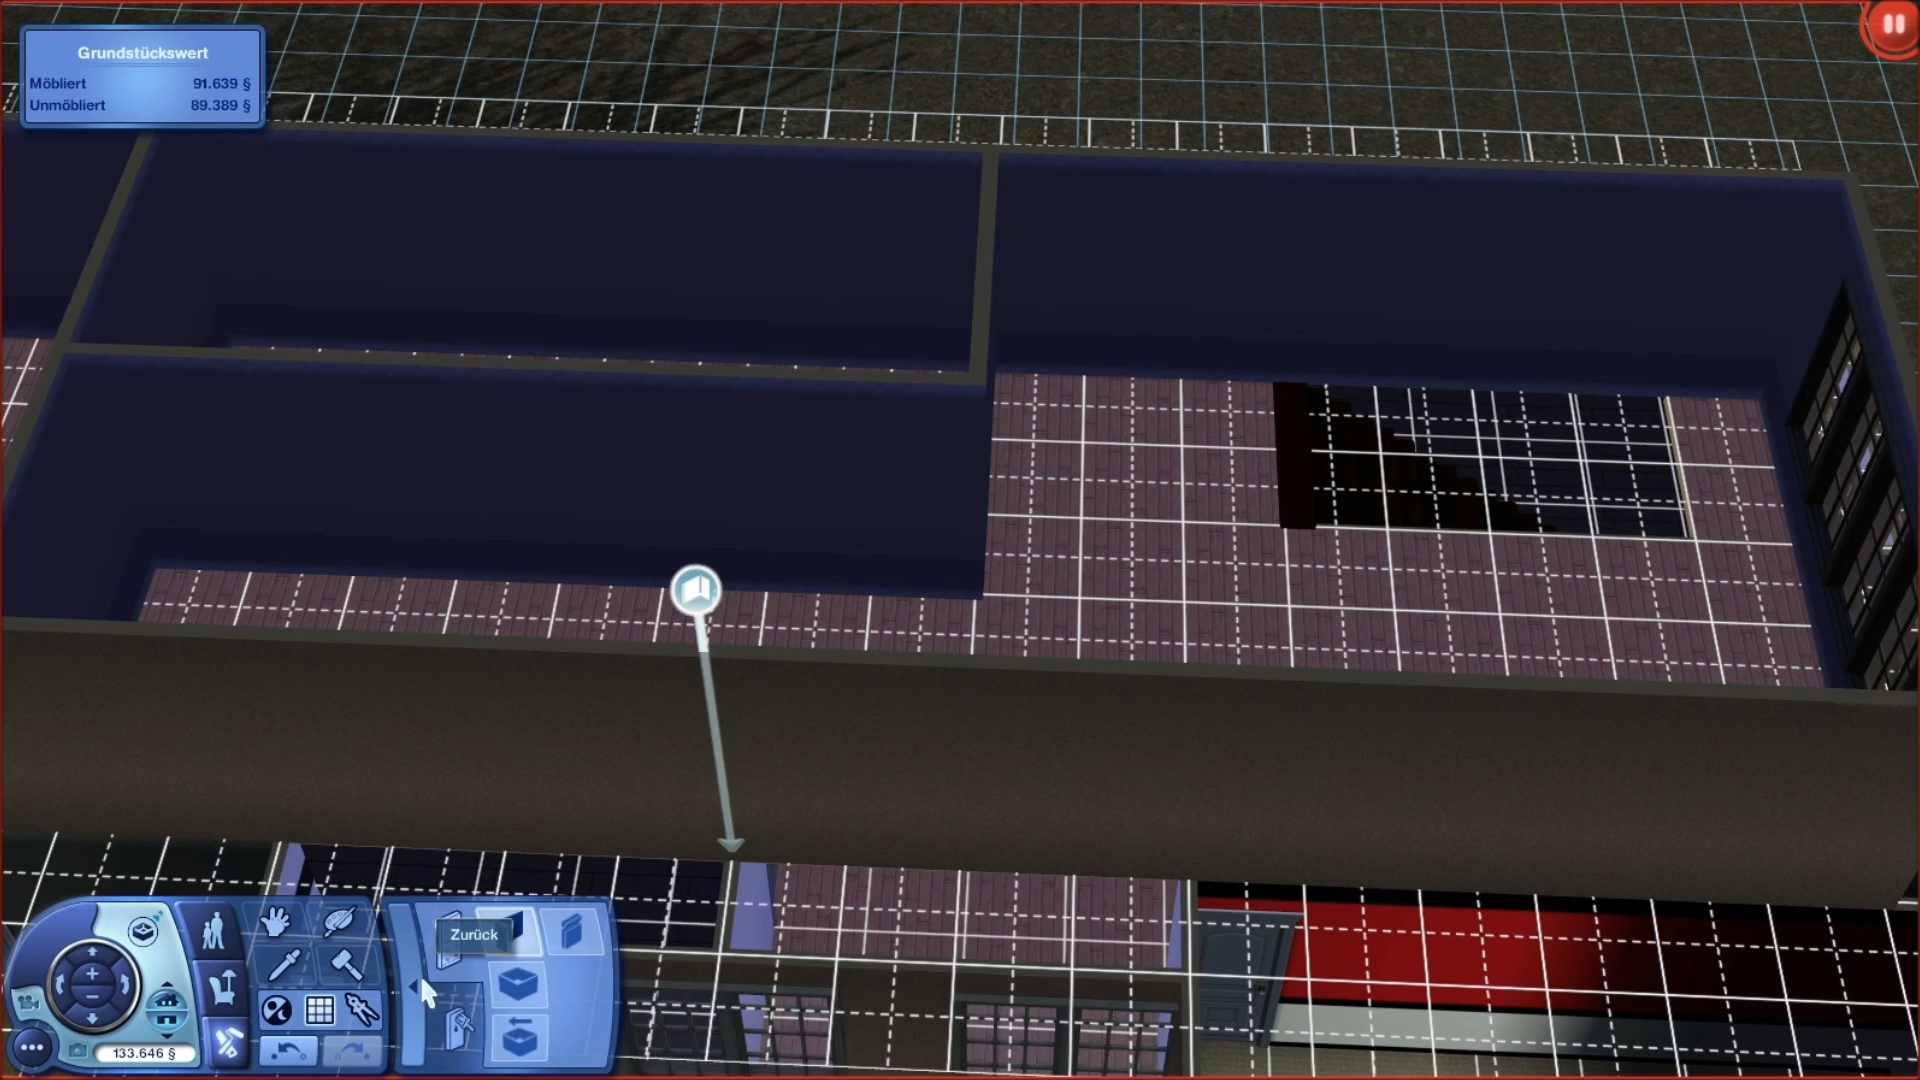 Grundstückswert
Möbliert 91.639 §
Unmöbliert 89.389 §
Zurück
133.646 §